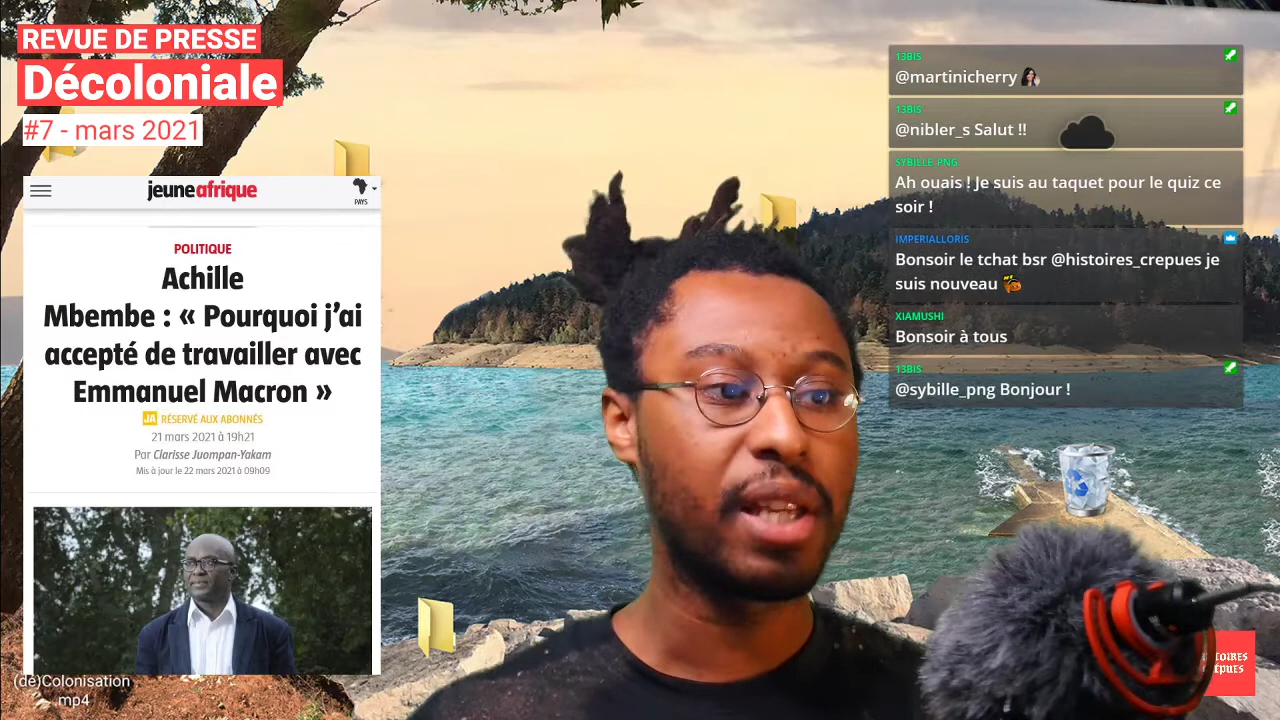 REVUE DE PRESSE
Décoloniale
#7 - mars 2021
jeuneafrique
PAYS
POLITIQUE
Achille
Mbembe : « Pourquoi j'ai
accepté de travailler avec
Emmanuel Macron »
JA RÉSERVÉ AUX ABONNÉS
21 mars 2021 à 19h21
Par Clarisse Juompan-Yakam
Mis à jour le 22 mars 2021 à 09h09
(dé)Colonisation
.mp4
13BIS
@martinicherry
13BIS
@nibler_s Salut !!
SYBILLE_PNG
Ah ouais ! Je suis au taquet pour le quiz ce
soir !
IMPERIALLORIS
Bonsoir le tchat bsr @histoires_crepues je
suis nouveau
XIAMUSHI
Bonsoir à tous
13BIS
@sybille_png Bonjour !